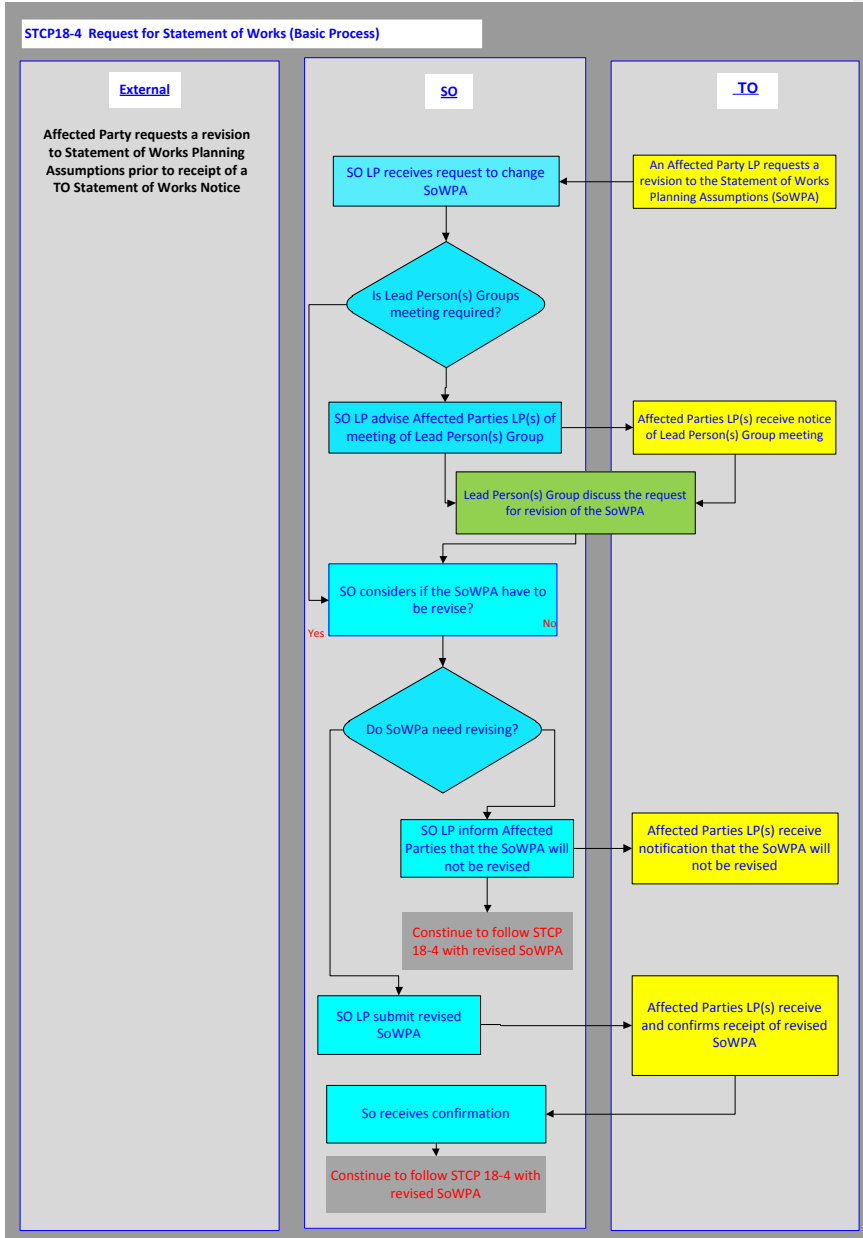 STCP18-4  Request for Statement of Works (Basic Process)
External
SO
TO
Affected Party requests a revision
to Statement of Works Planning
Assumptions prior to receipt of a
TO Statement of Works Notice
SO LP receives request to change
SoWPA
An Affected Party LP requests a
revision to the Statement of Works
Planning Assumptions (SoWPA)
Is Lead Person(s) Groups
meeting required?
SO LP advise Affected Parties LP(s) of
meeting of Lead Person(s) Group
Affected Parties LP(s) receive notice
of Lead Person(s) Group meeting
Lead Person(s) Group discuss the request
for revision of the SoWPA
SO considers if the SoWPA have to
be revise?
Yes
No
Do SoWPa need revising?
SO LP inform Affected
Parties that the SoWPA will
not be revised
Affected Parties LP(s) receive
notification that the SoWPA will
not be revised
Constinue to follow STCP
18-4 with revised SoWPA
SO LP submit revised
SoWPA
Affected Parties LP(s) receive
and confirms receipt of revised
SoWPA
So receives confirmation
Constinue to follow STCP 18-4 with
revised SoWPA